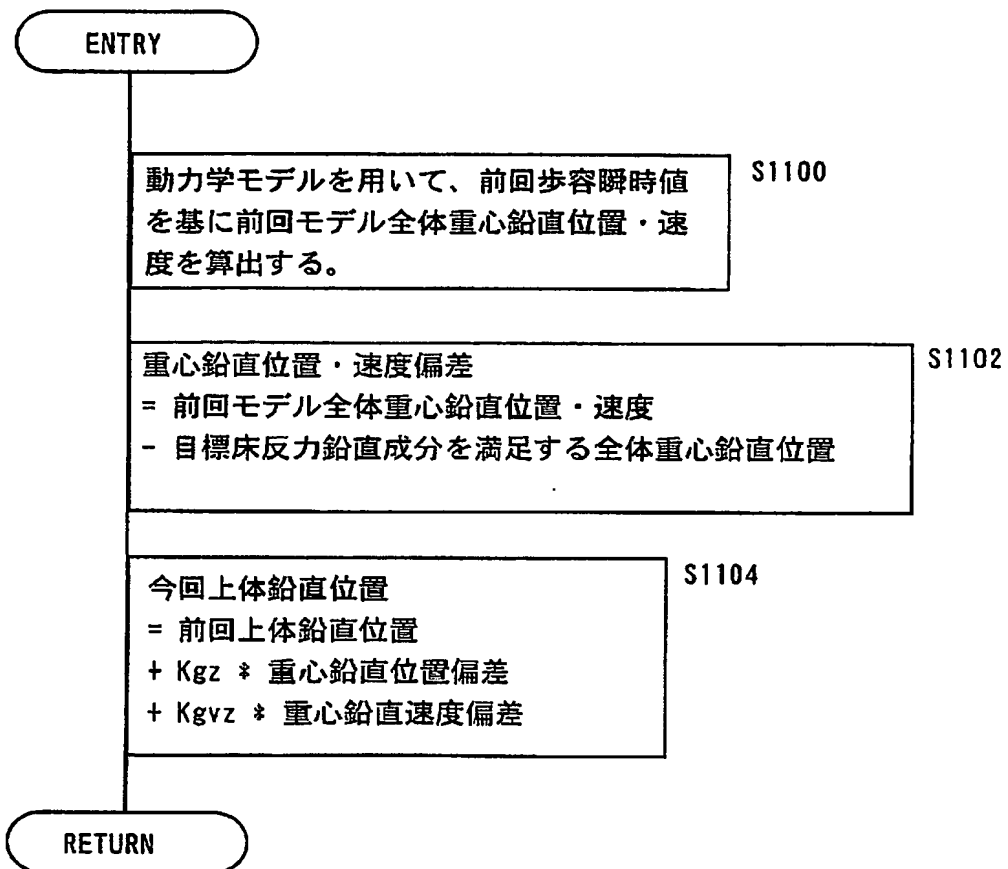 ENTRY
動力学モデルを用いて、前回歩容瞬時値
を基に前回モデル全体重心鉛直位置・速
度を算出する。
S1100
重心鉛直位置・速度偏差
= 前回モデル全体重心鉛直位置・速度
- 目標床反力鉛直成分を満足する全体重心鉛直位置
S1102
今回上体鉛直位置
= 前回上体鉛直位置
+ Kgz * 重心鉛直位置偏差
+ Kgvz * 重心鉛直速度偏差
S1104
RETURN